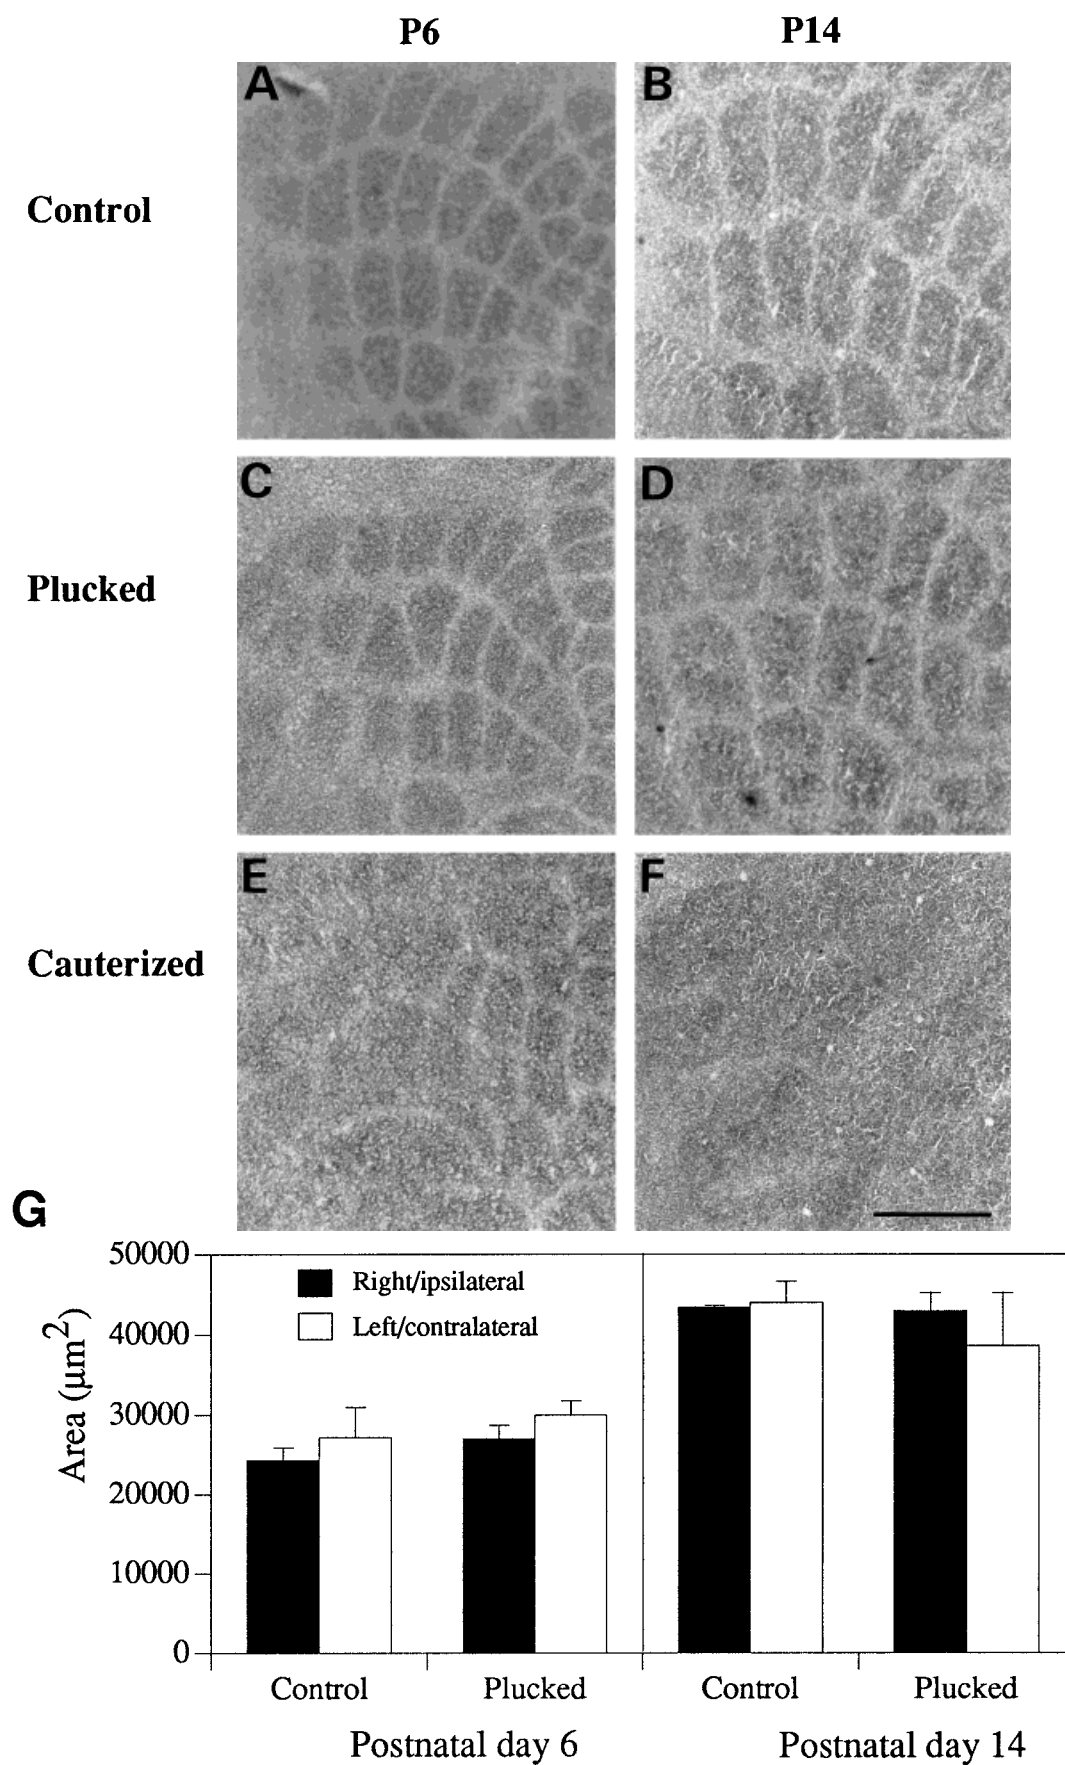 P6 P14
A B
Control
C D
Plucked
E F
Cauterized
G
50000
40000
30000
20000
10000
0
Area (μm²)
Right/ipsilateral
Left/contralateral
Control Plucked Control Plucked
Postnatal day 6 Postnatal day 14